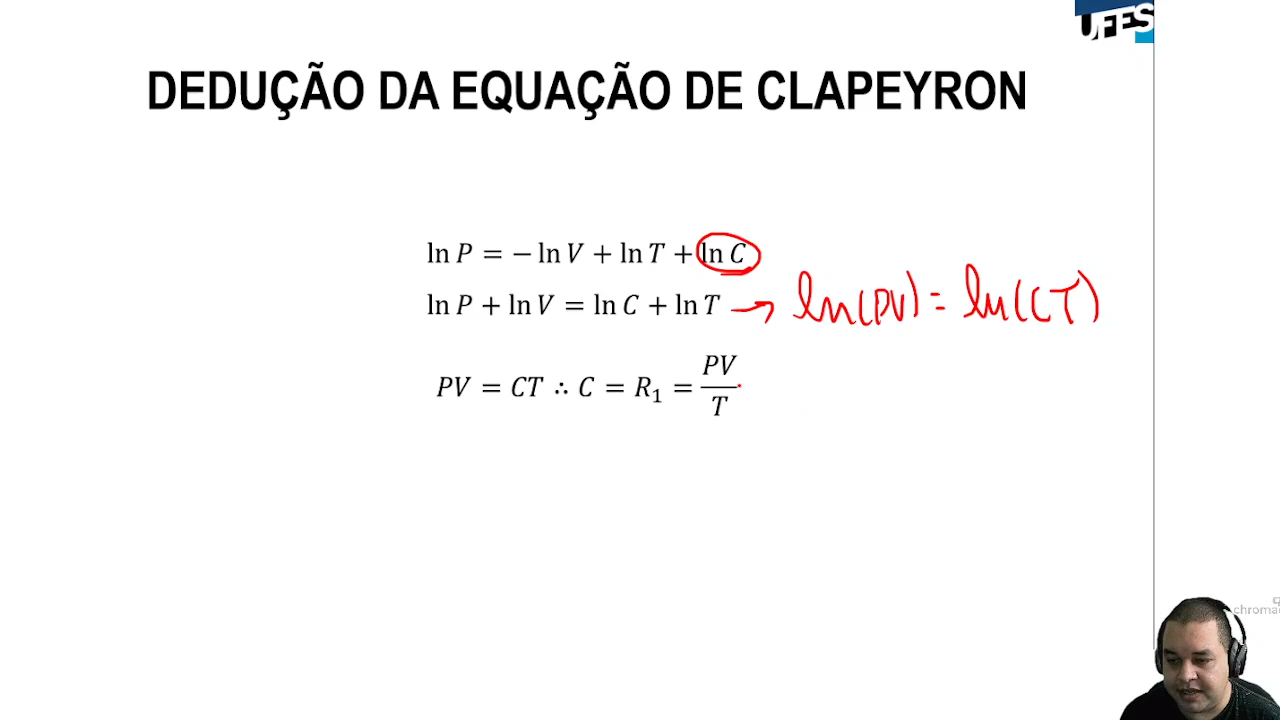 UFES
DEDUÇÃO DA EQUAÇÃO DE CLAPEYRON
ln P = − ln V + ln T + ln C
ln P + ln V = ln C + ln T → ln(PV) = ln(CT)
PV = CT ∴ C = R₁ = PV/T
chroma